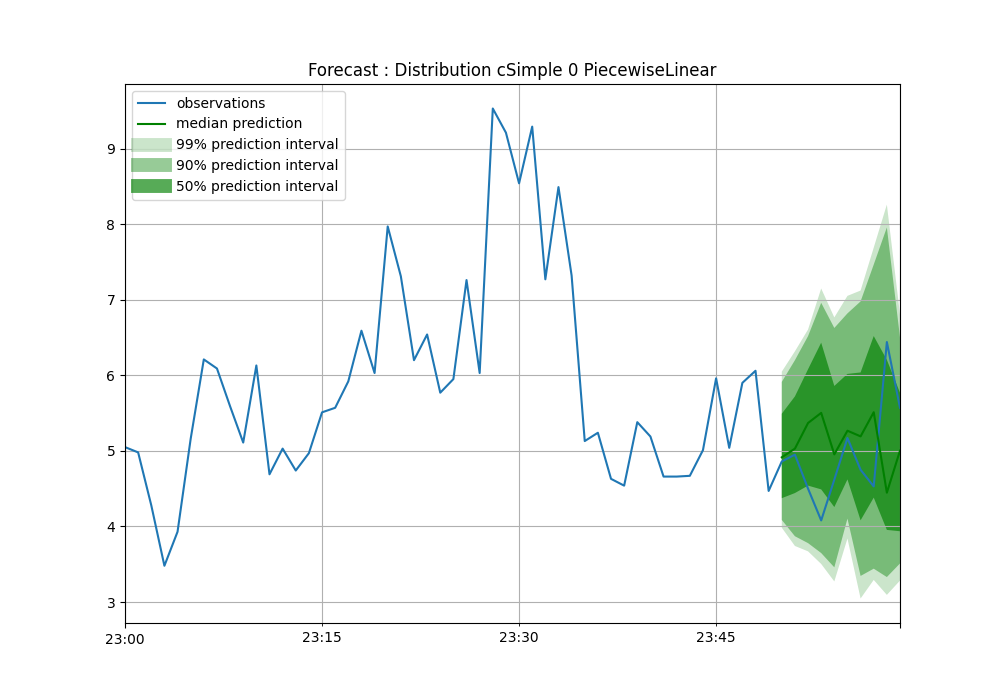 Forecast : Distribution cSimple 0 PiecewiseLinear
observations
median prediction
99% prediction interval
90% prediction interval
50% prediction interval
9
8
7
6
5
4
3
23:00
23:15
23:30
23:45